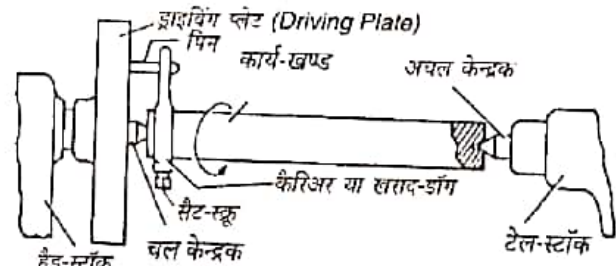 ड्राइविंग प्लेट (Driving Plate)
पिन
कार्य-खण्ड
अचल केन्द्रक
कैरिअर या खराद-डॉग
सैट-स्क्रू
चल केन्द्रक
हैड-स्टॉक
टेल-स्टॉक